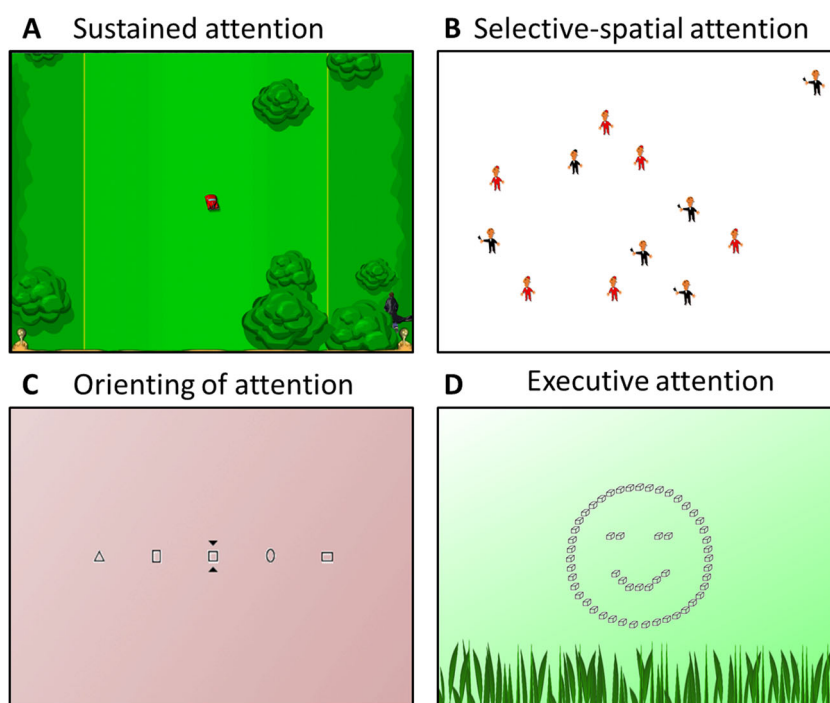 A Sustained attention
B Selective-spatial attention
C Orienting of attention
D Executive attention